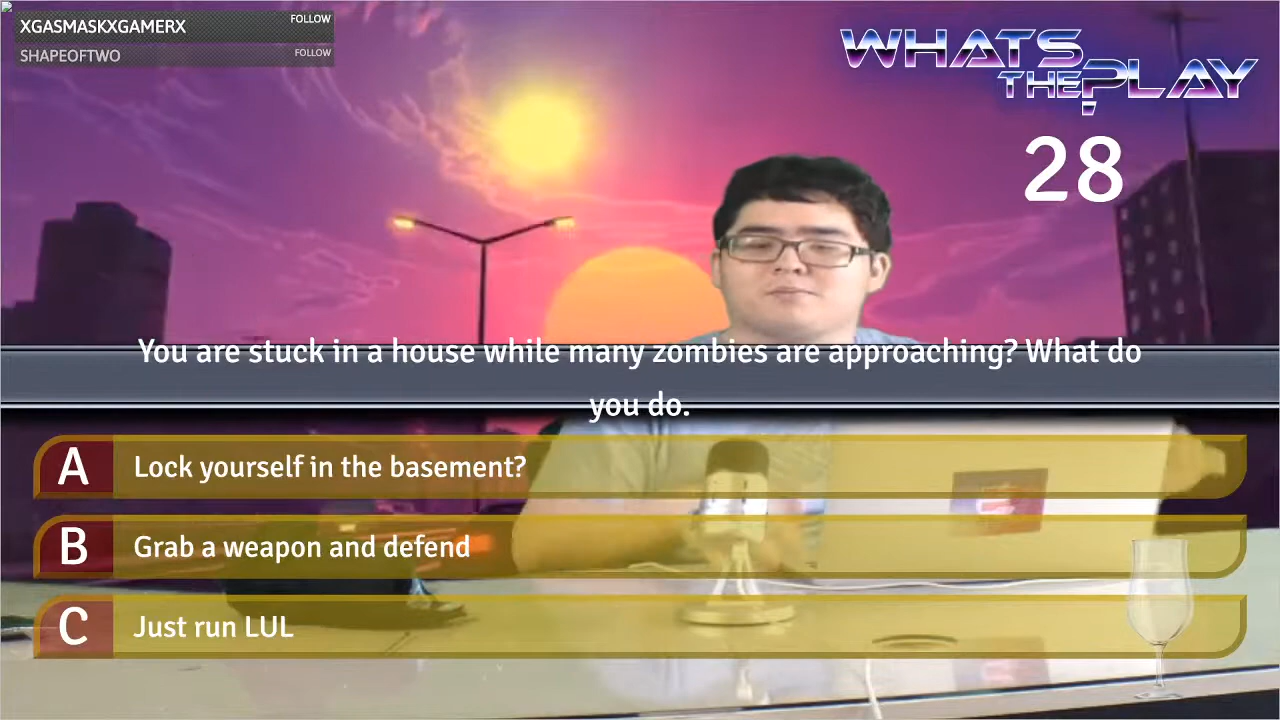 XGASMASKXGAMERX FOLLOW
SHAPEOFTWO FOLLOW
WHATS
THE PLAY
28
You are stuck in a house while many zombies are approaching? What do
you do.
A Lock yourself in the basement?
B Grab a weapon and defend
C Just run LUL